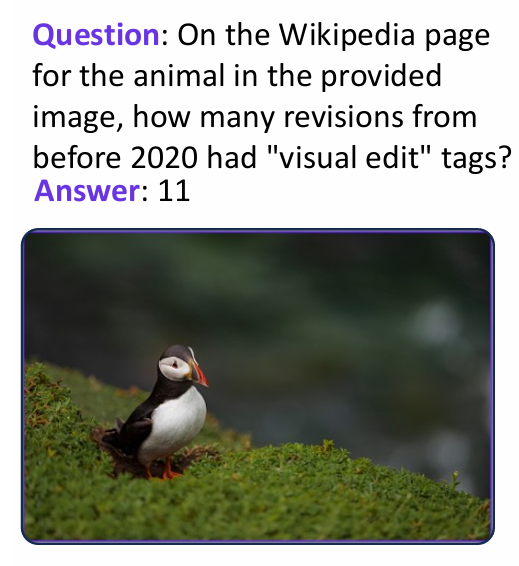 Question: On the Wikipedia page
for the animal in the provided
image, how many revisions from
before 2020 had "visual edit" tags?
Answer: 11